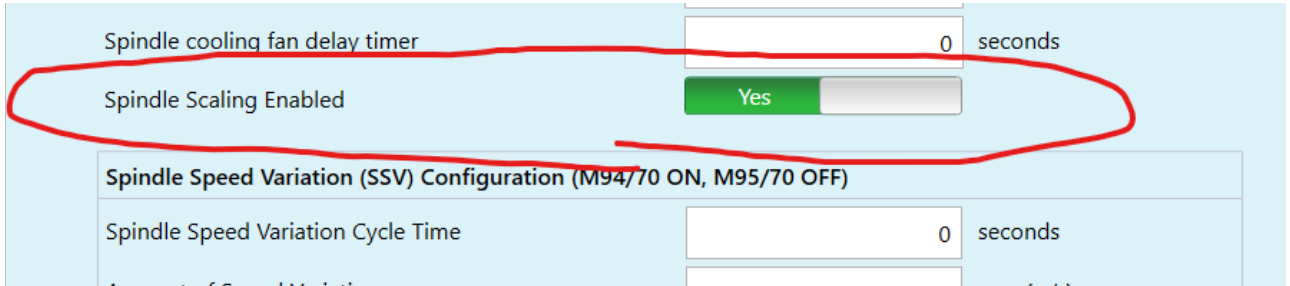 Spindle cooling fan delay timer 0 seconds
Spindle Scaling Enabled Yes
Spindle Speed Variation (SSV) Configuration (M94/70 ON, M95/70 OFF)
Spindle Speed Variation Cycle Time 0 seconds